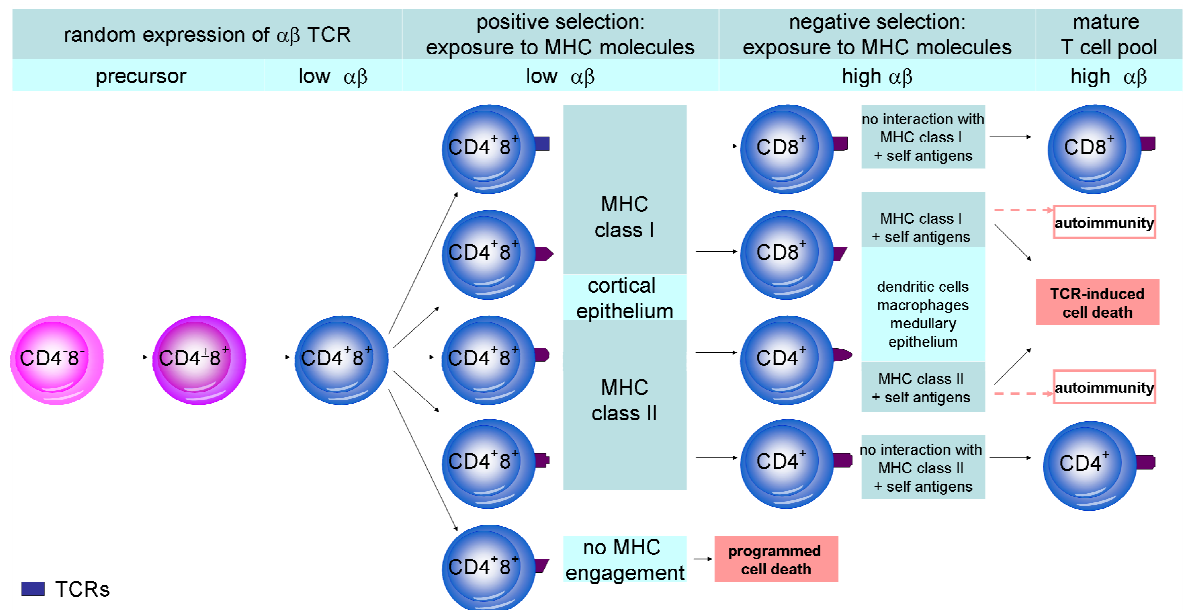 random expression of αβ TCR
positive selection:
exposure to MHC molecules
negative selection:
exposure to MHC molecules
mature
T cell pool
precursor
low αβ
low αβ
high αβ
high αβ
CD4⁺8⁺
MHC
class I
CD8⁺
no interaction with
MHC class I
+ self antigens
CD8⁺
CD4⁺8⁺
CD8⁺
MHC class I
+ self antigens
autoimmunity
cortical
epithelium
dendritic cells
macrophages
medullary
epithelium
TCR-induced
cell death
CD4⁻8⁻
CD4⊥8⁺
CD4⁺8⁺
CD4⁺8⁺
MHC
class II
CD4⁺
MHC class II
+ self antigens
autoimmunity
CD4⁺8⁺
CD4⁺
no interaction with
MHC class II
+ self antigens
CD4⁺
CD4⁺8⁺
no MHC
engagement
programmed
cell death
TCRs